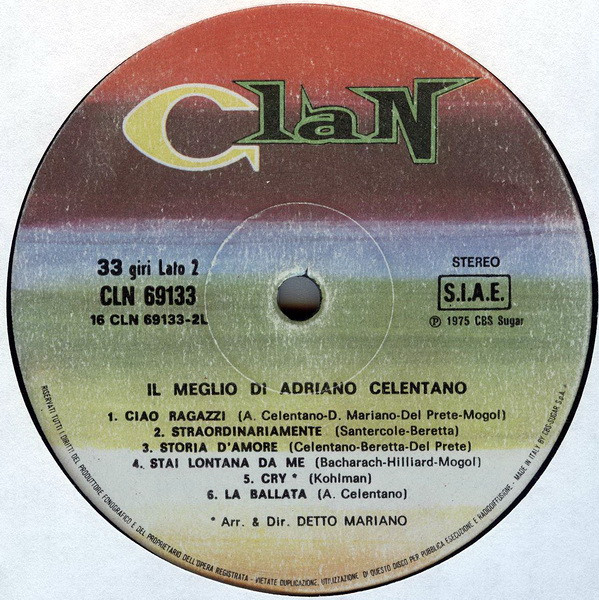 Clan
33 giri Lato 2
CLN 69133
16 CLN 69133-2L
STEREO
S.I.A.E.
℗ 1975 CBS Sugar
IL MEGLIO DI ADRIANO CELENTANO
1. CIAO RAGAZZI (A. Celentano-D. Mariano-Del Prete-Mogol)
2. STRAORDINARIAMENTE (Santercole-Beretta)
3. STORIA D'AMORE (Celentano-Beretta-Del Prete)
4. STAI LONTANA DA ME (Bacharach-Hilliard-Mogol)
5. CRY * (Kohlman)
6. LA BALLATA (A. Celentano)
* Arr. & Dir. DETTO MARIANO
RISERVATI TUTTI I DIRITTI DEL PRODUTTORE FONOGRAFICO E DEL PROPRIETARIO DELL'OPERA REGISTRATA - VIETATE DUPLICAZIONE, UTILIZZAZIONE DI QUESTO DISCO PER PUBBLICA ESECUZIONE E RADIODIFFUSIONE. - MADE IN ITALY BY CBS-SUGAR S.p.A.